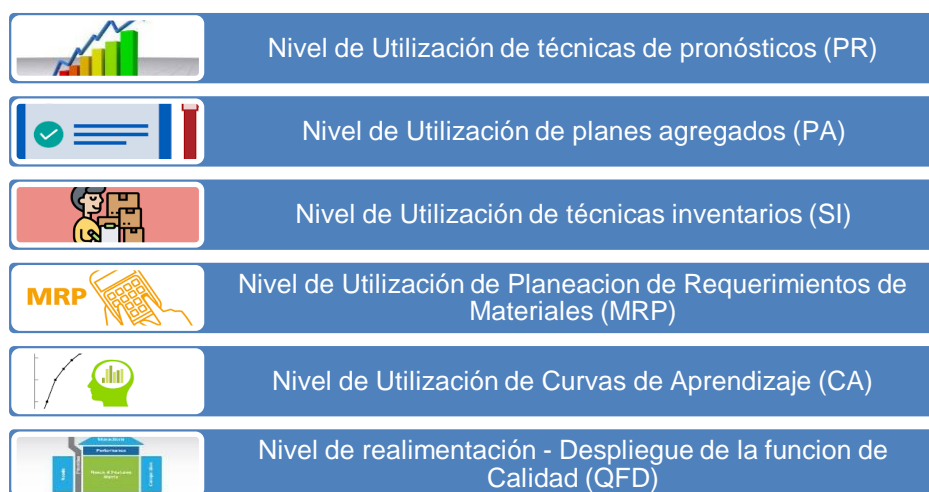 Nivel de Utilización de técnicas de pronósticos (PR)
Nivel de Utilización de planes agregados (PA)
Nivel de Utilización de técnicas inventarios (SI)
MRP
Nivel de Utilización de Planeacion de Requerimientos de
Materiales (MRP)
Nivel de Utilización de Curvas de Aprendizaje (CA)
Nivel de realimentación - Despliegue de la funcion de
Calidad (QFD)